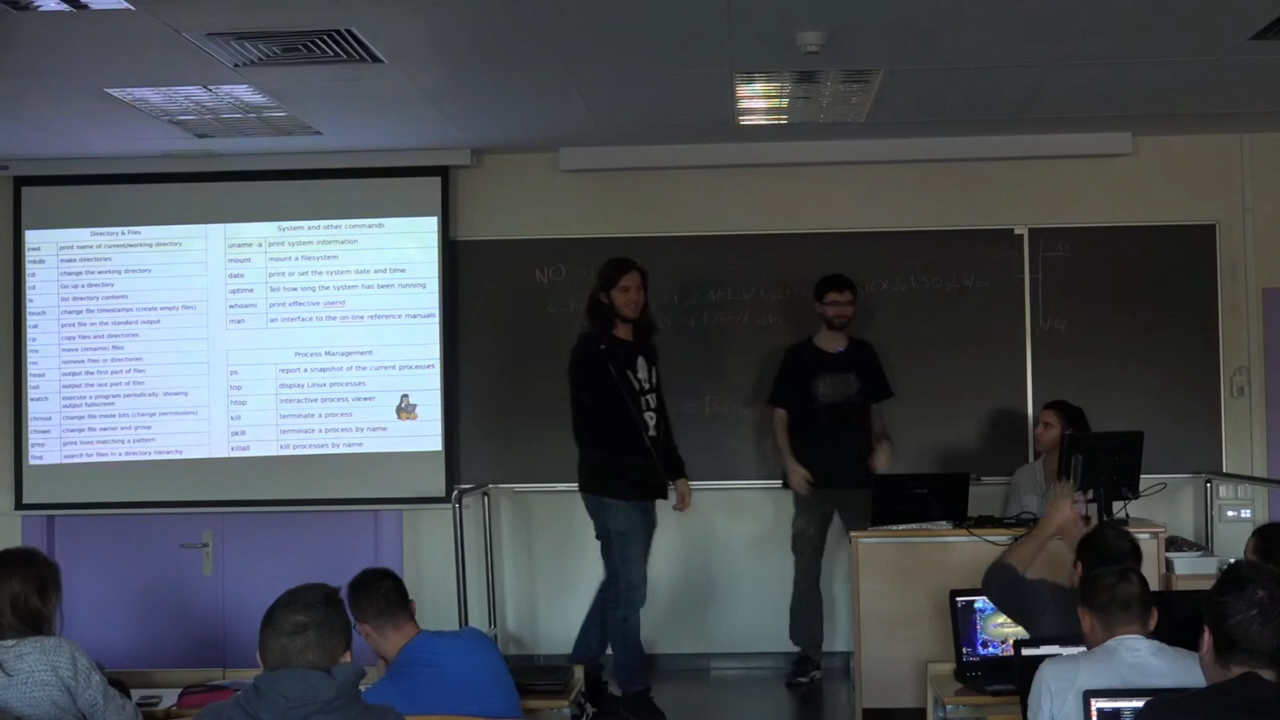 Directory & Files
pwd print name of current/working directory
mkdir make directories
cd change the working directory
cd .. Go up a directory
ls list directory contents
touch change file timestamps (create empty files)
cat print file on the standard output
cp copy files and directories
mv move (rename) files
rm remove files or directories
head output the first part of files
tail output the last part of files
watch execute a program periodically, showing
output fullscreen
chmod change file mode bits (change permissions)
chown change file owner and group
grep print lines matching a pattern
find search for files in a directory hierarchy
System and other commands
uname -a print system information
mount mount a filesystem
date print or set the system date and time
uptime Tell how long the system has been running
whoami print effective userid
man an interface to the on-line reference manuals
Process Management
ps report a snapshot of the current processes
top display Linux processes
htop interactive process viewer
kill terminate a process
pkill terminate a process by name
killall kill processes by name
NO